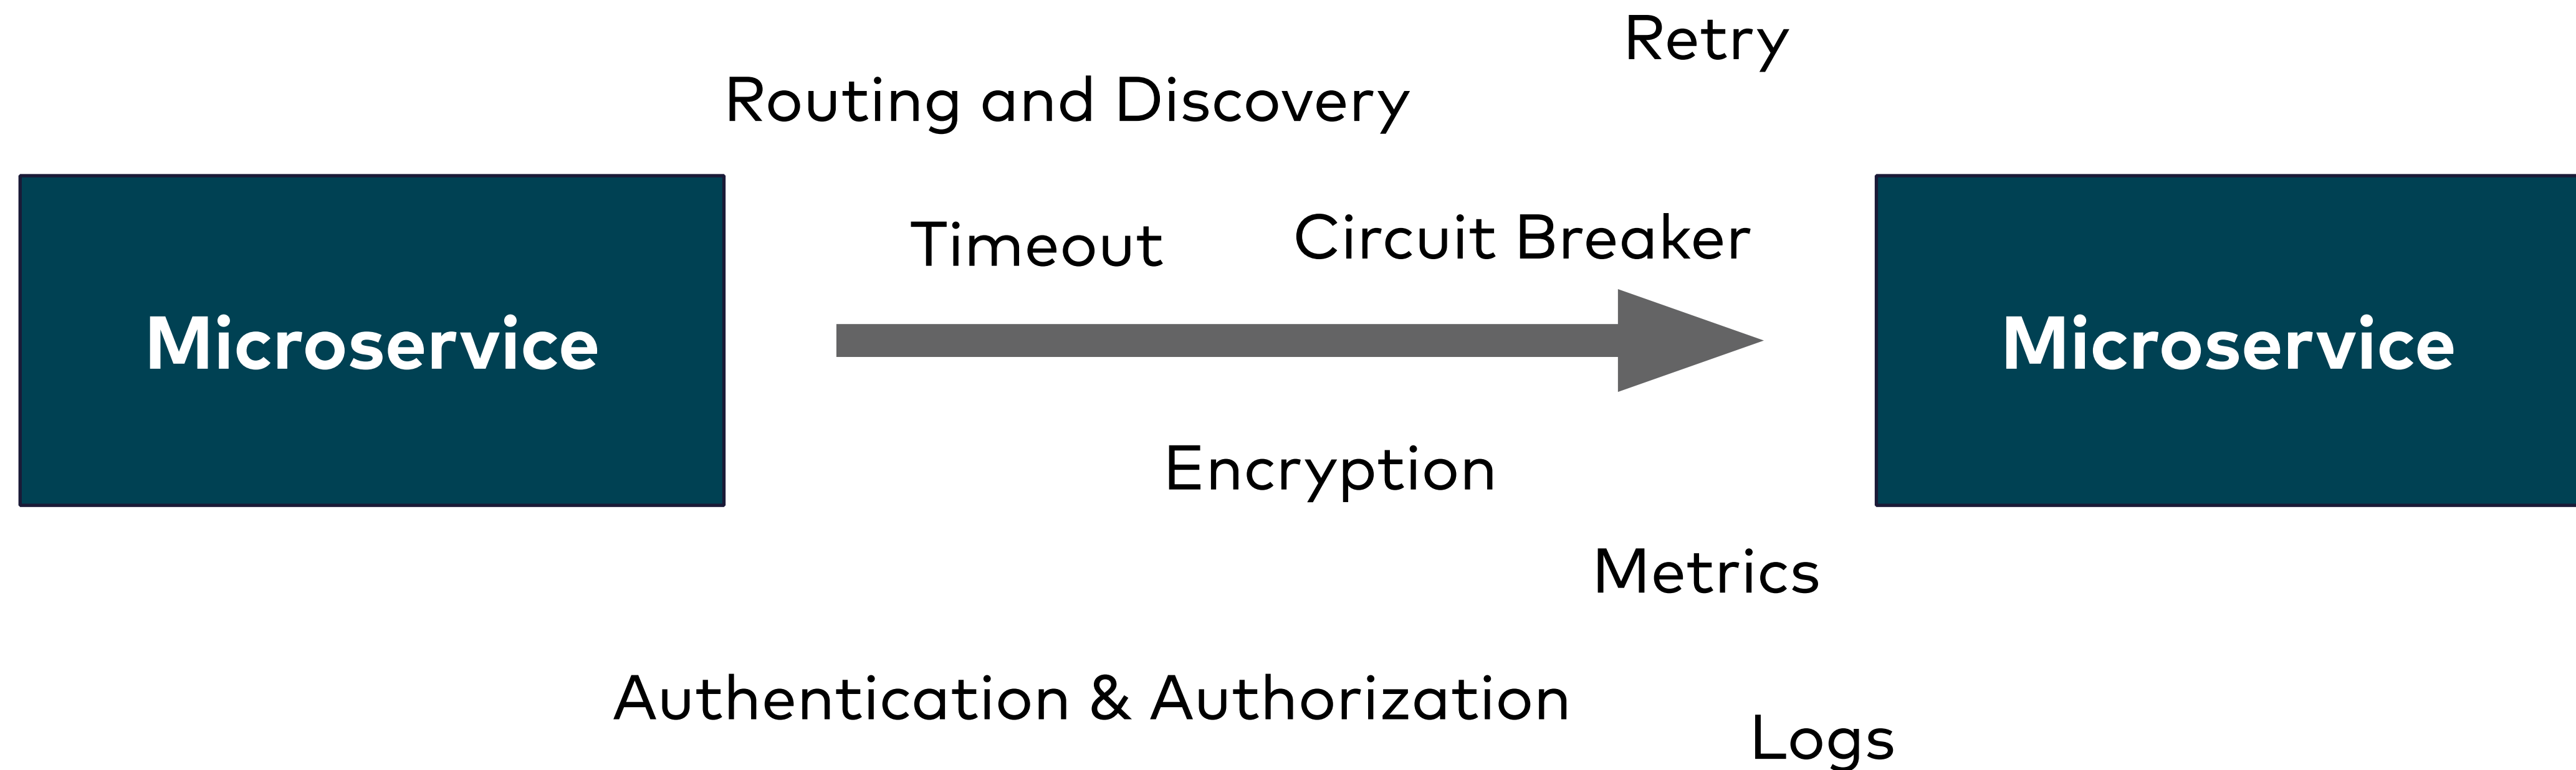 Retry
Routing and Discovery
Timeout
Circuit Breaker
Microservice
Microservice
Encryption
Metrics
Authentication & Authorization
Logs